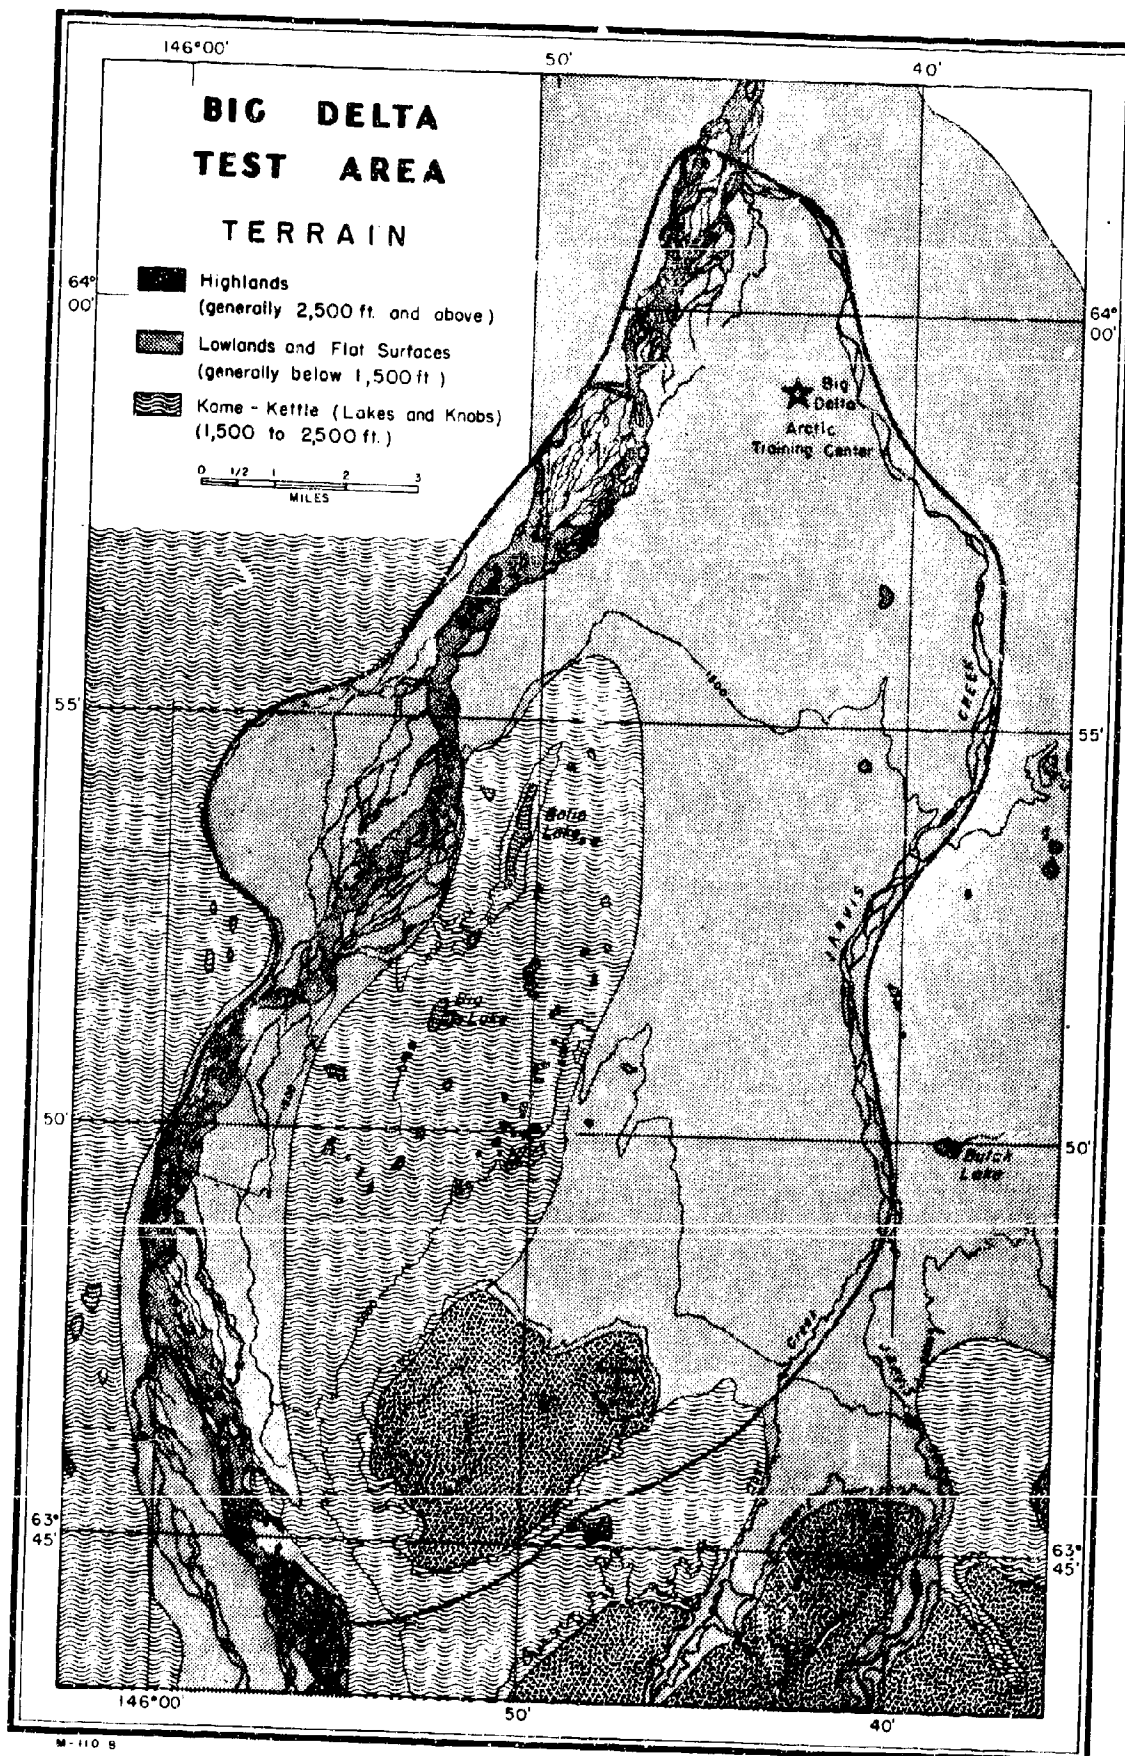 146°00'
50'
40'
BIG DELTA
TEST AREA
TERRAIN
64°
00'
Highlands
(generally 2,500 ft. and above)
Lowlands and Flat Surfaces
(generally below 1,500 ft.)
Kame - Kettle (Lakes and Knobs)
(1,500 to 2,500 ft.)
0 1/2 1 2 3
MILES
64°
00'
Big
Delta
Arctic
Training Center
1500
55'
CREEK
55'
Bolio
Lake
JARVIS
Big
Lake
50'
50'
Butch
Lake
Creek
63°
45'
63°
45'
146°00'
50'
40'
M-110 B